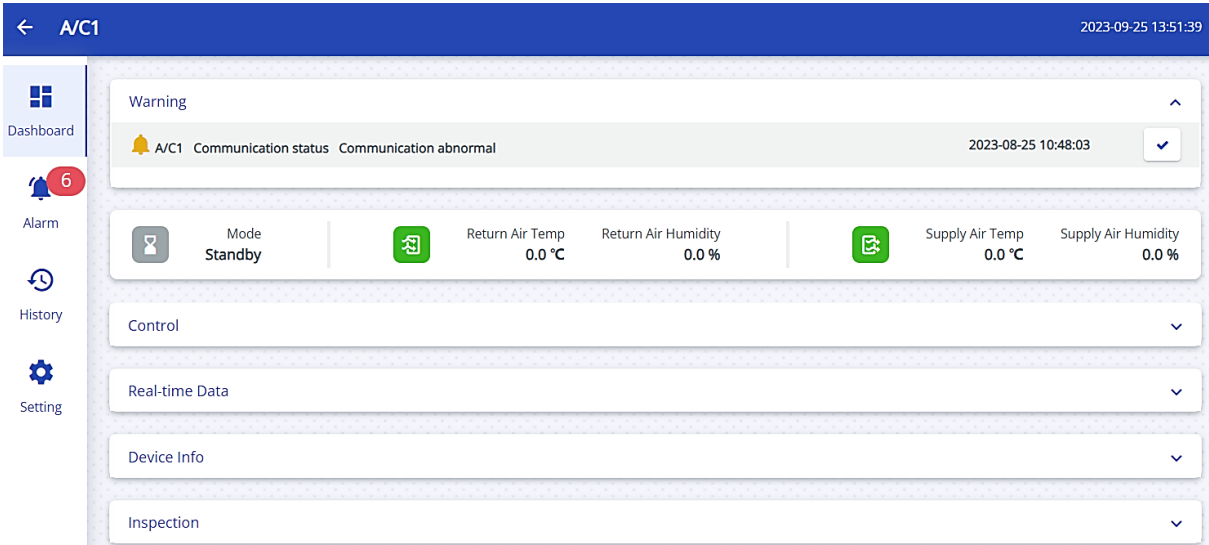 A/C1
2023-09-25 13:51:39
Dashboard
6
Alarm
History
Setting
Warning
A/C1 Communication status Communication abnormal 2023-08-25 10:48:03
Mode
Standby
Return Air Temp
0.0 ℃
Return Air Humidity
0.0 %
Supply Air Temp
0.0 ℃
Supply Air Humidity
0.0 %
Control
Real-time Data
Device Info
Inspection